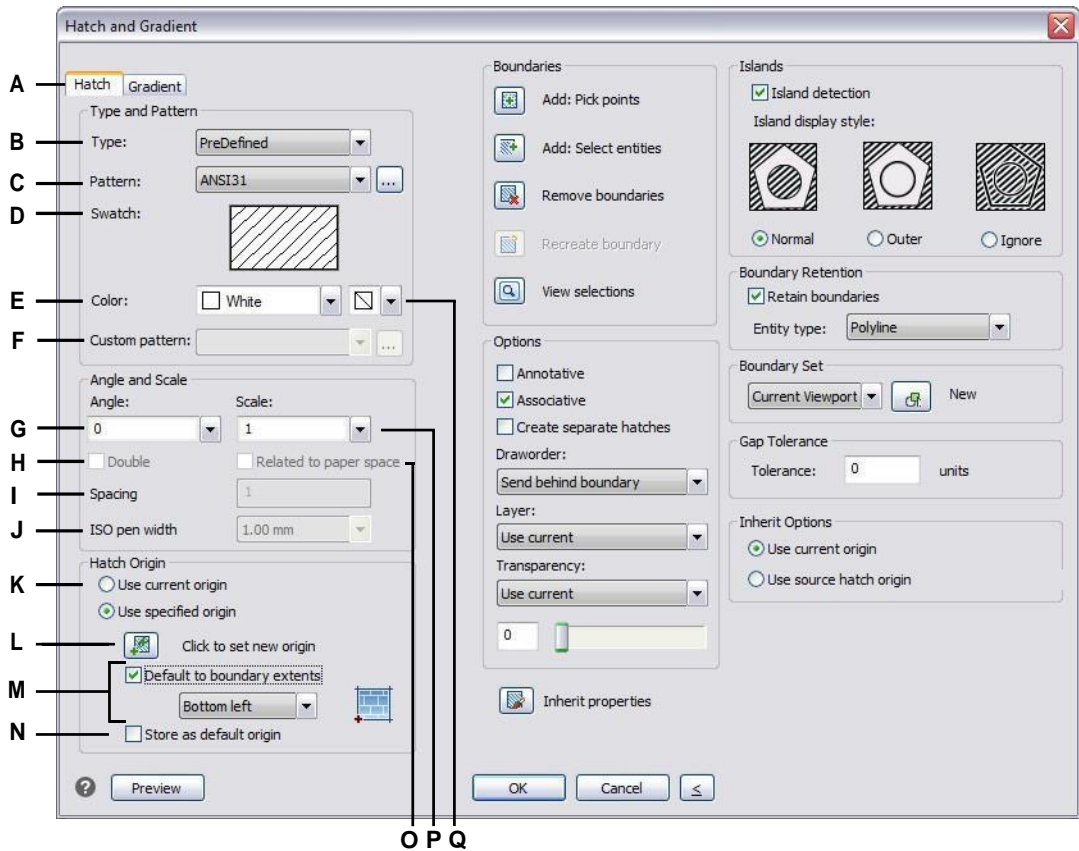 Hatch and Gradient
A
Hatch
Gradient
Type and Pattern
B
Type:
PreDefined
C
Pattern:
ANSI31
...
D
Swatch:
E
Color:
White
F
Custom pattern:
...
Angle and Scale
Angle:
Scale:
G
0
1
H
Double
Related to paper space
I
Spacing
1
J
ISO pen width
1.00 mm
Hatch Origin
K
Use current origin
Use specified origin
L
Click to set new origin
M
Default to boundary extents
Bottom left
N
Store as default origin
?
Preview
Boundaries
Add: Pick points
Add: Select entities
Remove boundaries
Recreate boundary
View selections
Options
Annotative
Associative
Create separate hatches
Draworder:
Send behind boundary
Layer:
Use current
Transparency:
Use current
0
Inherit properties
OK
Cancel
<
Islands
Island detection
Island display style:
Normal
Outer
Ignore
Boundary Retention
Retain boundaries
Entity type:
Polyline
Boundary Set
Current Viewport
New
Gap Tolerance
Tolerance:
0
units
Inherit Options
Use current origin
Use source hatch origin
O P Q